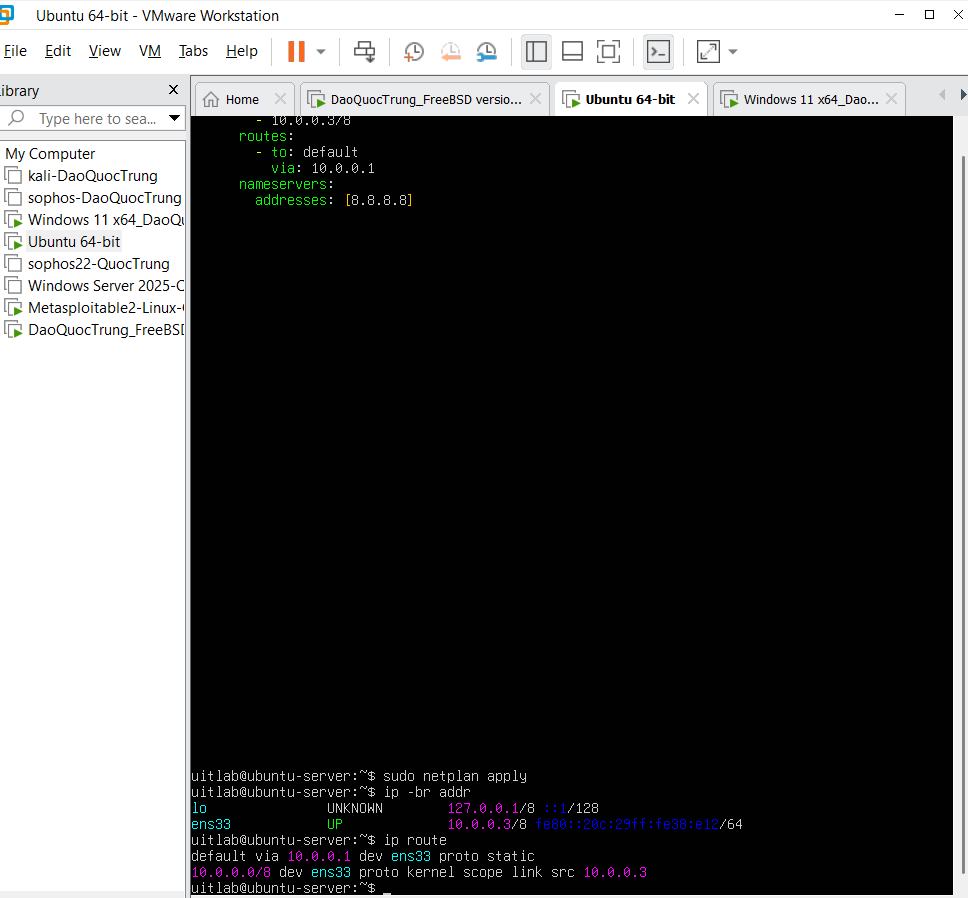 Ubuntu 64-bit - VMware Workstation
File Edit View VM Tabs Help
ibrary
Type here to sea...
My Computer
kali-DaoQuocTrung
sophos-DaoQuocTrung
Windows 11 x64_DaoQu
Ubuntu 64-bit
sophos22-QuocTrung
Windows Server 2025-C
Metasploitable2-Linux-
DaoQuocTrung_FreeBSD
Home
DaoQuocTrung_FreeBSD versio...
Ubuntu 64-bit
Windows 11 x64_Dao...
- 10.0.0.3/8
routes:
- to: default
via: 10.0.0.1
nameservers:
addresses: [8.8.8.8]
uitlab@ubuntu-server:~$ sudo netplan apply
uitlab@ubuntu-server:~$ ip -br addr
lo UNKNOWN 127.0.0.1/8 ::1/128
ens33 UP 10.0.0.3/8 fe80::20c:29ff:fe38:e12/64
uitlab@ubuntu-server:~$ ip route
default via 10.0.0.1 dev ens33 proto static
10.0.0.0/8 dev ens33 proto kernel scope link src 10.0.0.3
uitlab@ubuntu-server:~$ _